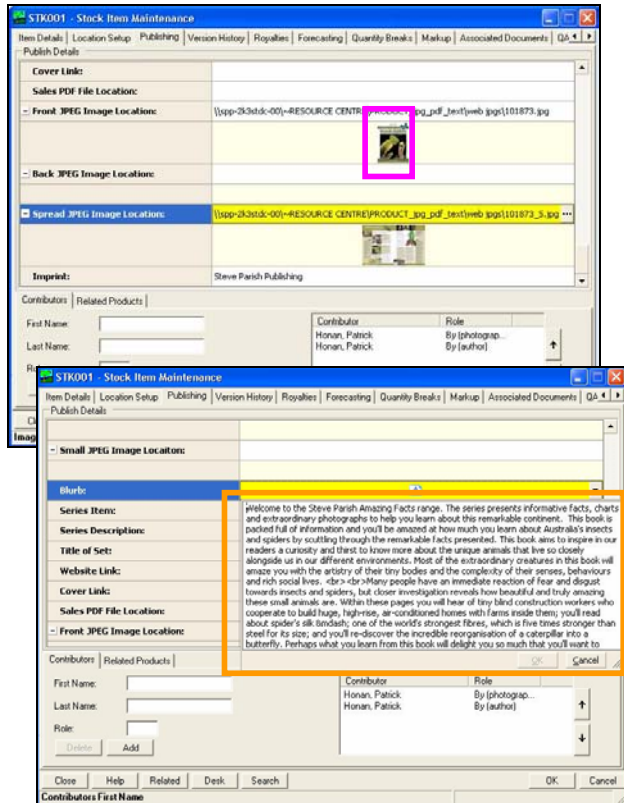 STK001 - Stock Item Maintenance
Item Details Location Setup Publishing Version History Royalties Forecasting Quantity Breaks Markup Associated Documents QA
Publish Details
Cover Link:
Sales PDF File Location:
Front JPEG Image Location: \\spp-2k3stdc-00\~RESOURCE CENTRE\PRODUCT_jpg_pdf_text\web jpgs\101873.jpg
Back JPEG Image Location:
Spread JPEG Image Location: \\spp-2k3stdc-00\~RESOURCE CENTRE\PRODUCT_jpg_pdf_text\web jpgs\101873_S.jpg ...
Imprint: Steve Parish Publishing
Contributors Related Products
First Name: Contributor Role
Honan, Patrick By (photograp...
Last Name: Honan, Patrick By (author)
STK001 - Stock Item Maintenance
Item Details Location Setup Publishing Version History Royalties Forecasting Quantity Breaks Markup Associated Documents QA
Publish Details
Small JPEG Image Locaiton:
Blurb:
Series Item:
Series Description:
Title of Set:
Website Link:
Cover Link:
Sales PDF File Location:
Front JPEG Image Location:
Welcome to the Steve Parish Amazing Facts range. The series presents informative facts, charts
and extraordinary photographs to help you learn about this remarkable continent. This book is
packed full of information and you'll be amazed at how much you learn about Australia's insects
and spiders by scuttling through the remarkable facts presented. This book aims to inspire in our
readers a curiosity and thirst to know more about the unique animals that live so closely
alongside us in our different environments. Most of the extraordinary creatures in this book will
amaze you with the artistry of their tiny bodies and the complexity of their senses, behaviours
and rich social lives. <br> <br>Many people have an immediate reaction of fear and disgust
towards insects and spiders, but closer investigation reveals how beautiful and truly amazing
these small animals are. Within these pages you will hear of tiny blind construction workers who
cooperate to build huge, high-rise, air-conditioned homes with farms inside them; you'll read
about spider's silk &mdash; one of the world's strongest fibres, which is five times stronger than
steel for its size; and you'll re-discover the incredible reorganisation of a caterpillar into a
butterfly. Perhaps what you learn from this book will delight you so much that you'll want to
OK Cancel
Contributors Related Products
First Name: Contributor Role
Honan, Patrick By (photograp...
Last Name: Honan, Patrick By (author)
Role:
Delete Add
Close Help Related Desk Search OK Cancel
Contributors First Name